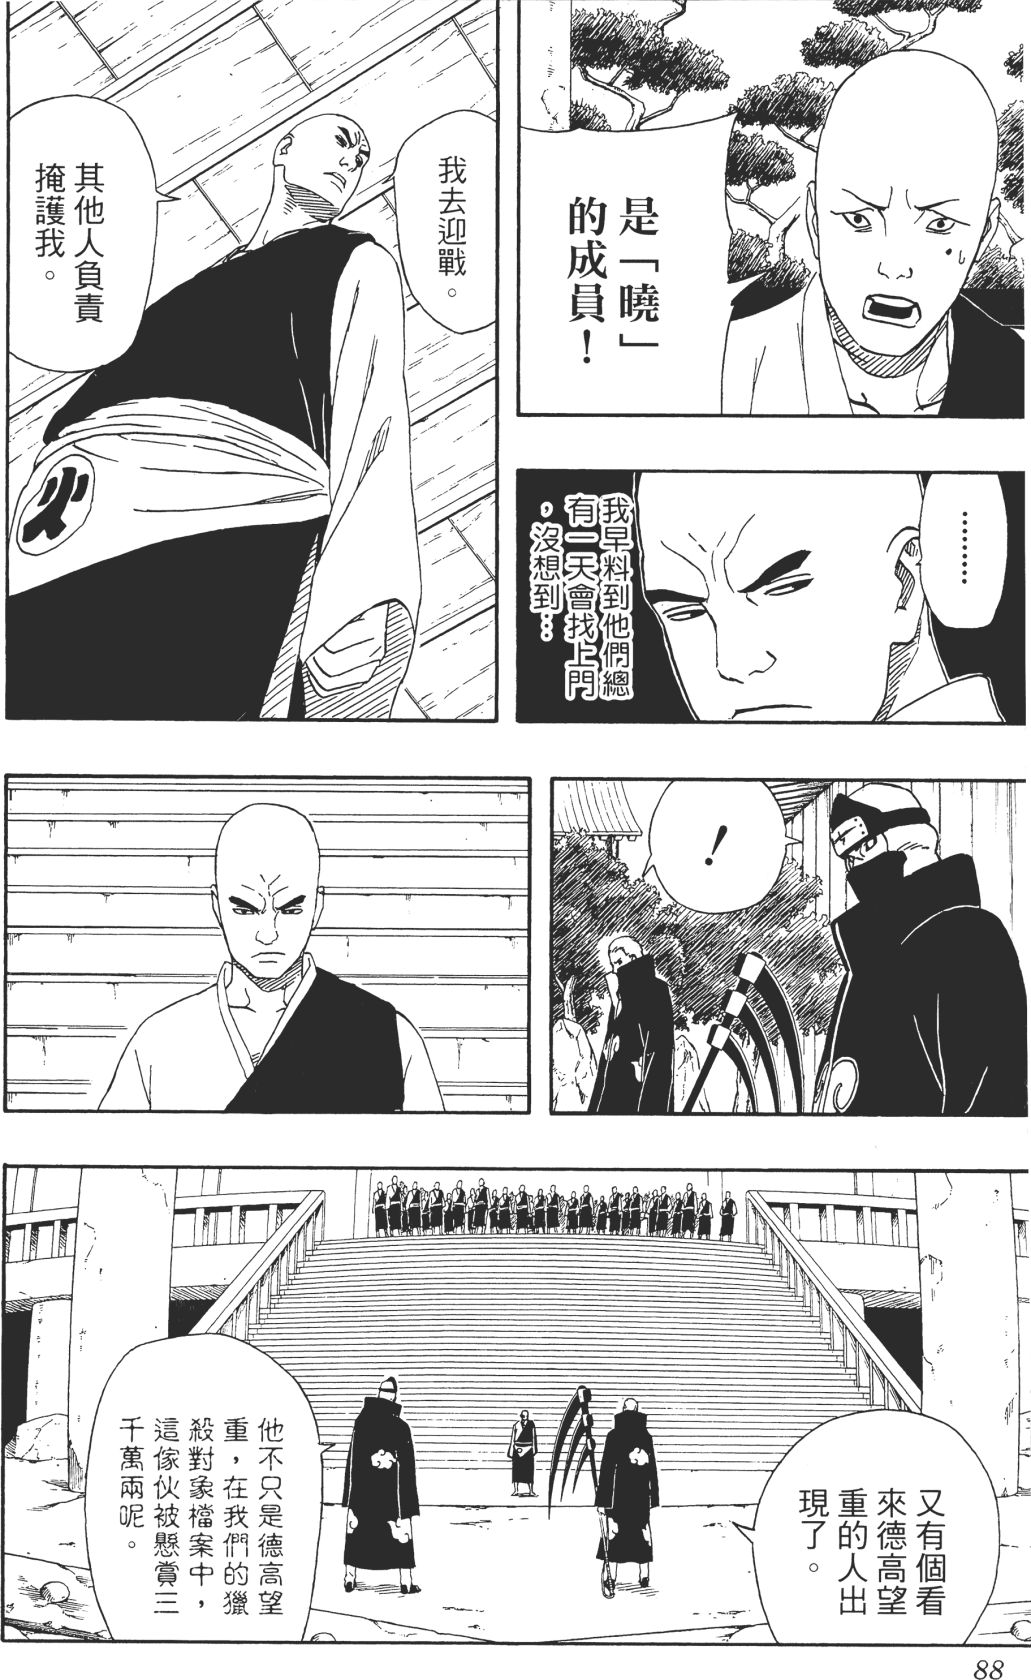 是「曉」
的成員！
………
我早料到他們總
有一天會找上門
，沒想到…
我去迎戰。
其他人負責
掩護我。
火
！
又有個看
來德高望
重的人出
現了。
他不只是德高望
重，在我們的獵
殺對象檔案中，
這傢伙被懸賞三
千萬兩呢。
88